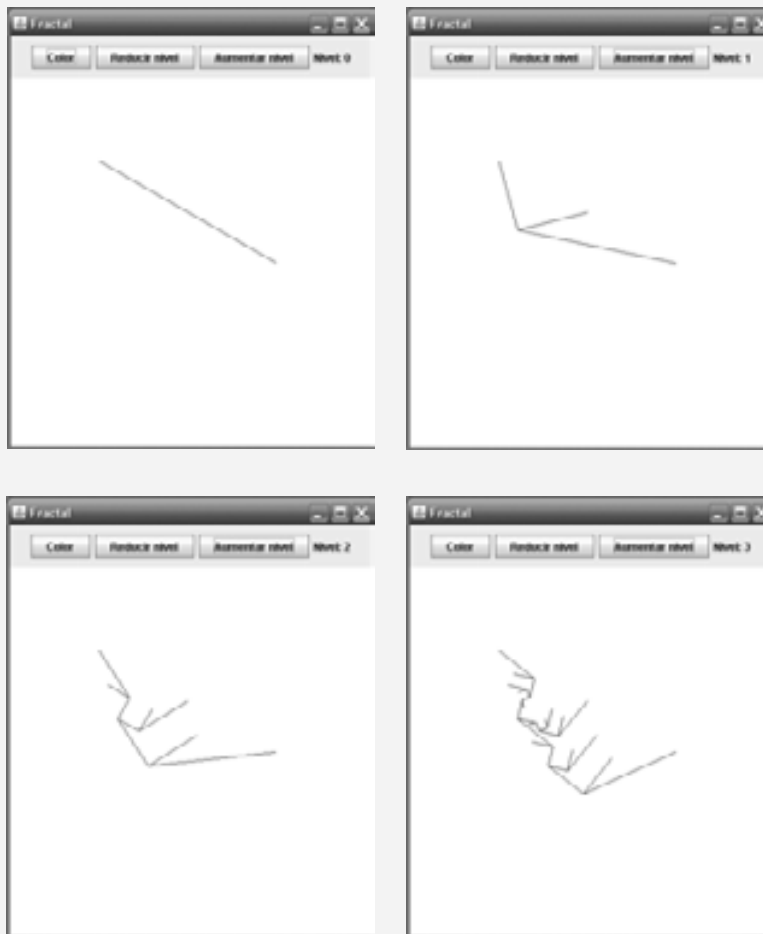 Fractal
Color Reducir nivel Aumentar nivel Nivel: 0
Fractal
Color Reducir nivel Aumentar nivel Nivel: 1
Fractal
Color Reducir nivel Aumentar nivel Nivel: 2
Fractal
Color Reducir nivel Aumentar nivel Nivel: 3